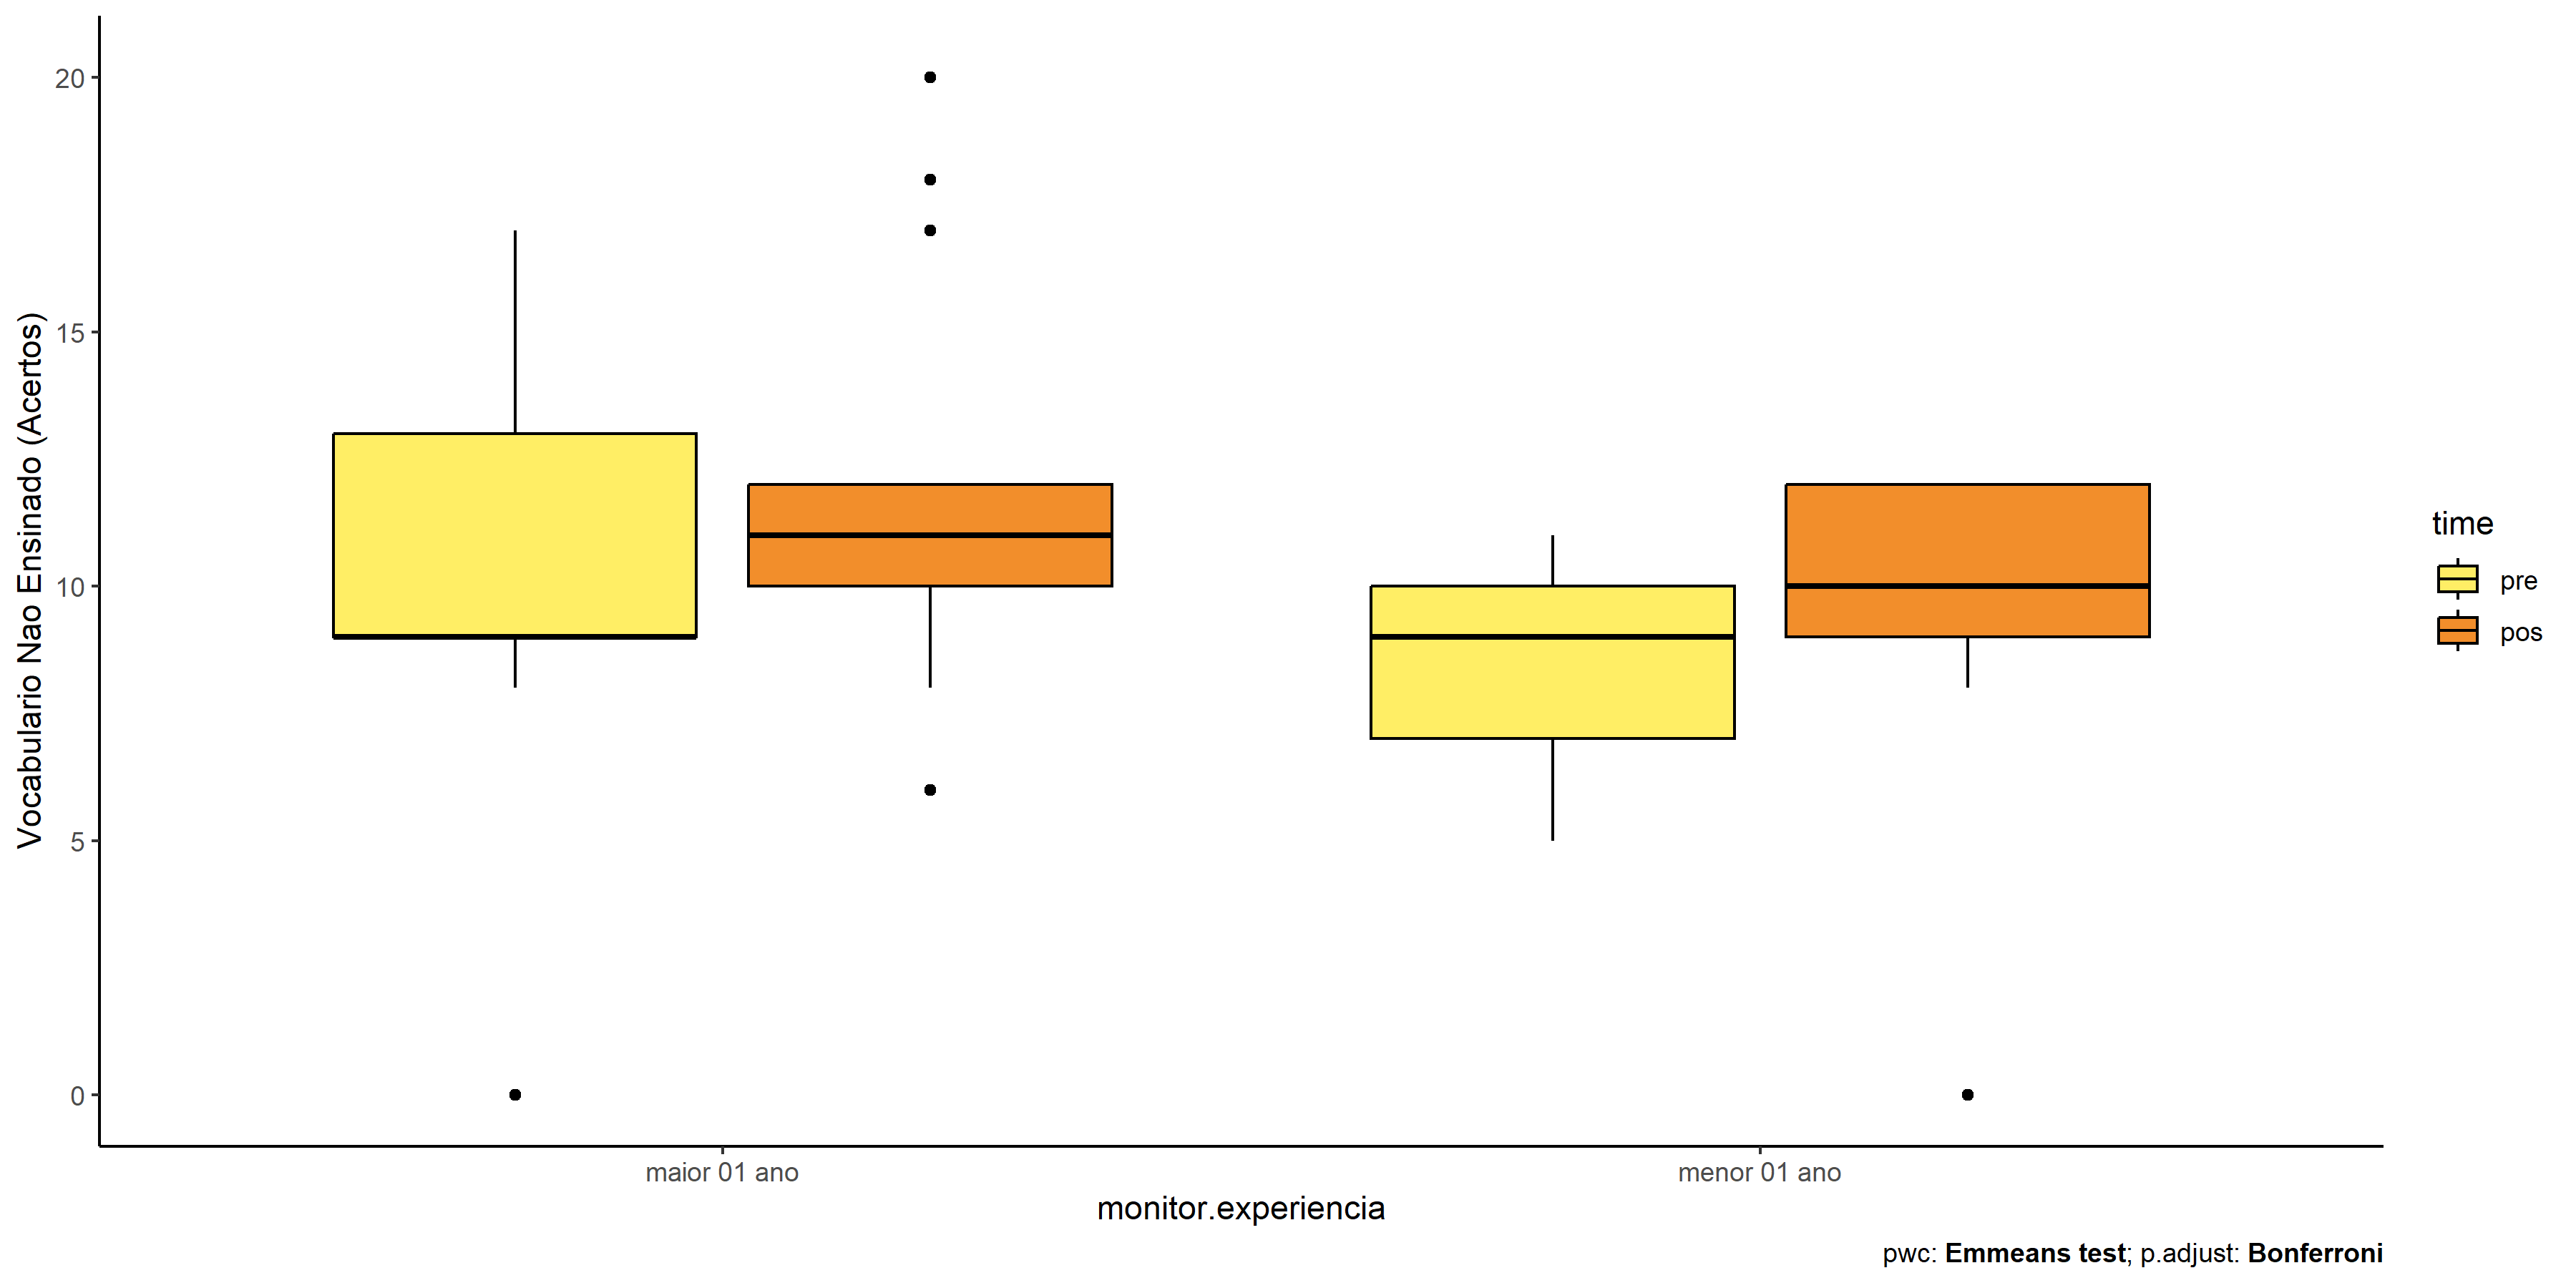 Vocabulario Nao Ensinado (Acertos)
20
15
10
5
0
maior 01 ano
menor 01 ano
monitor.experiencia
time
pre
pos
pwc: Emmeans test; p.adjust: Bonferroni